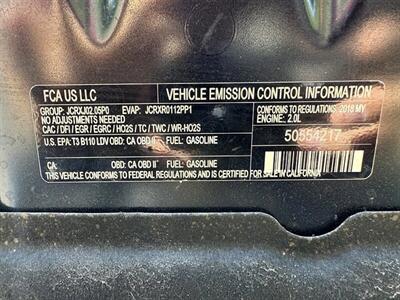 FCA US LLC
VEHICLE EMISSION CONTROL INFORMATION
GROUP: JCRXJ02.05P0 EVAP: JCRXR0112PP1
NO ADJUSTMENTS NEEDED
CAC / DFI / EGR / EGRC / HO2S / TC / TWC / WR-HO2S
CONFORMS TO REGULATIONS: 2018 MY
ENGINE: 2.0L
U.S. EPA: T3 B110 LDV OBD: CA OBD II FUEL: GASOLINE
50554217
CA: OBD: CA OBD II FUEL: GASOLINE
THIS VEHICLE CONFORMS TO FEDERAL REGULATIONS AND IS CERTIFIED FOR SALE IN CALIFORNIA